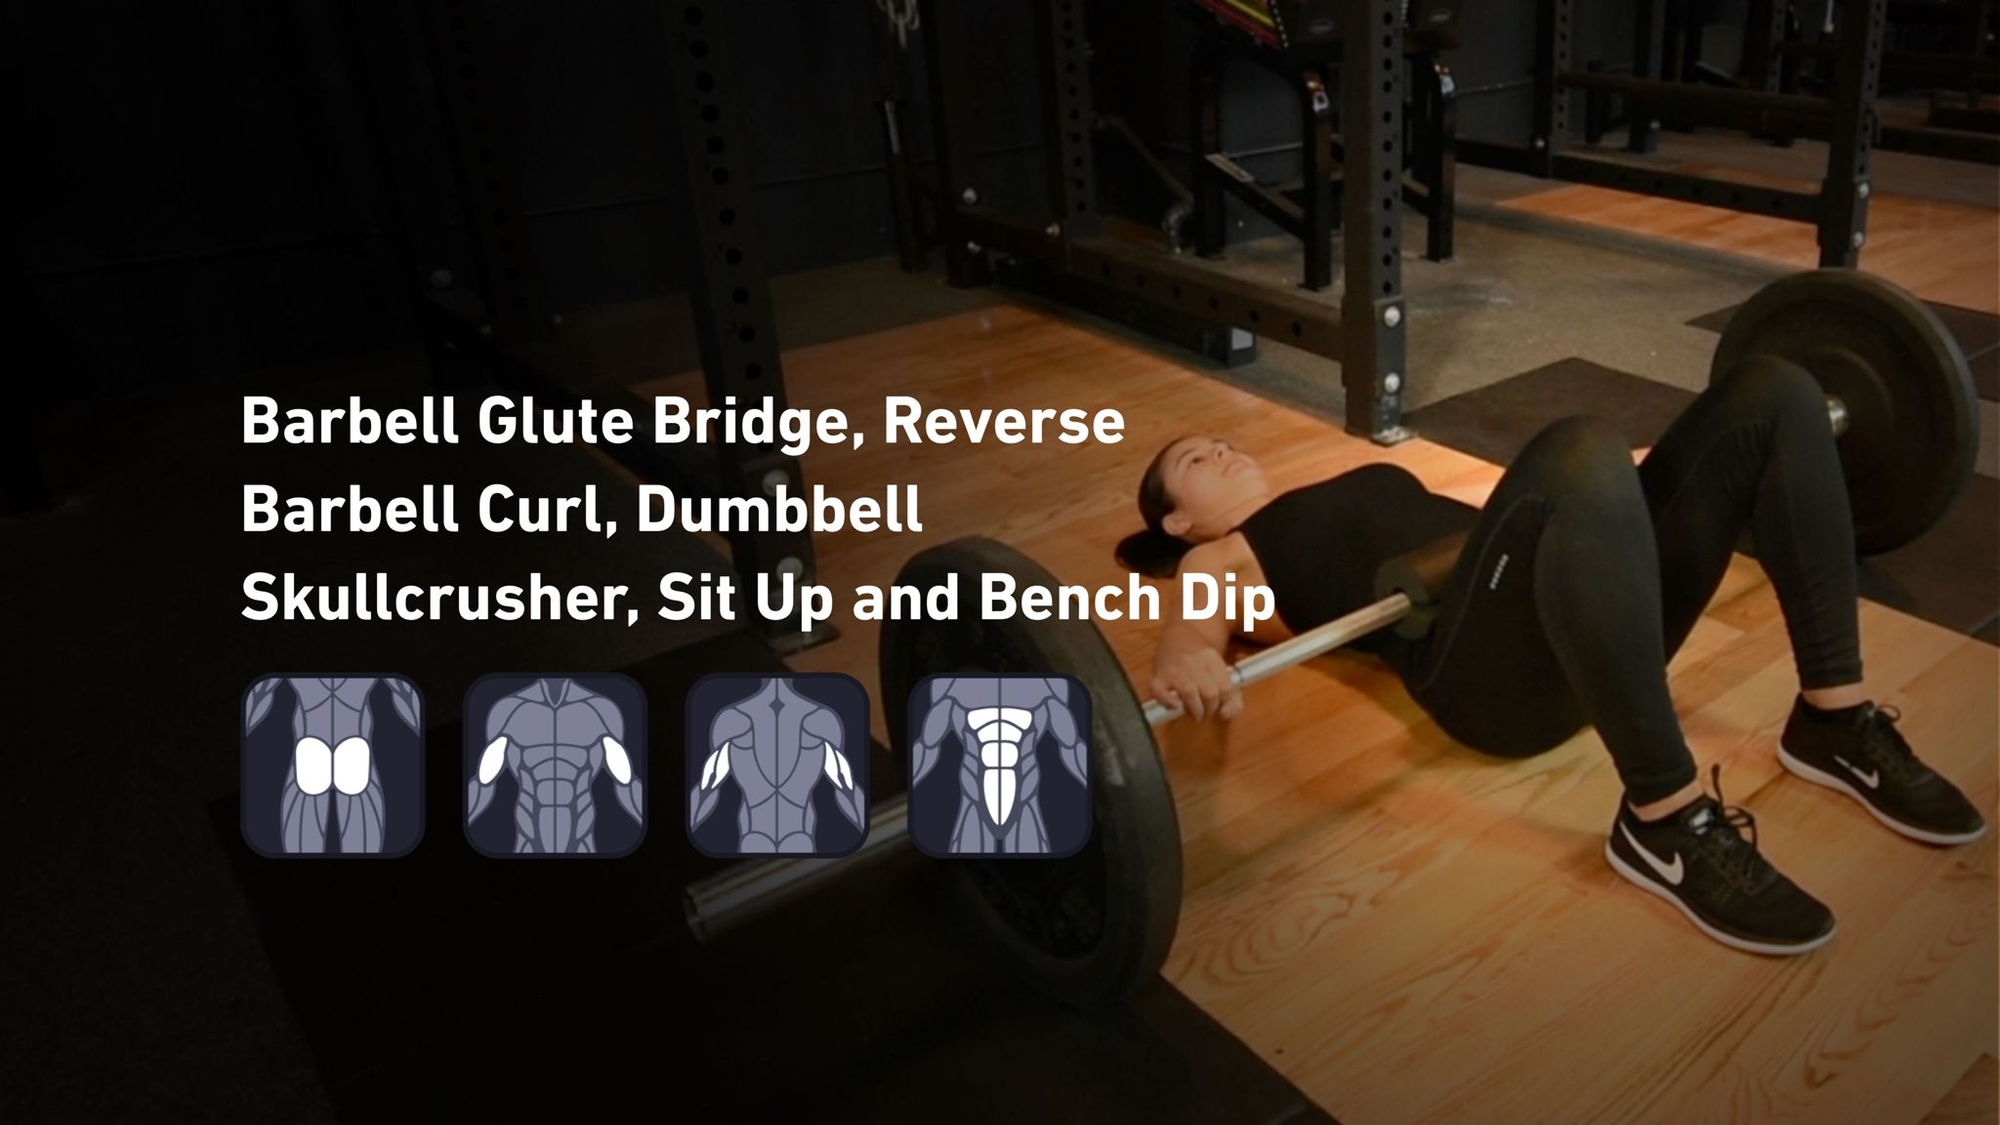 Barbell Glute Bridge, Reverse
Barbell Curl, Dumbbell
Skullcrusher, Sit Up and Bench Dip